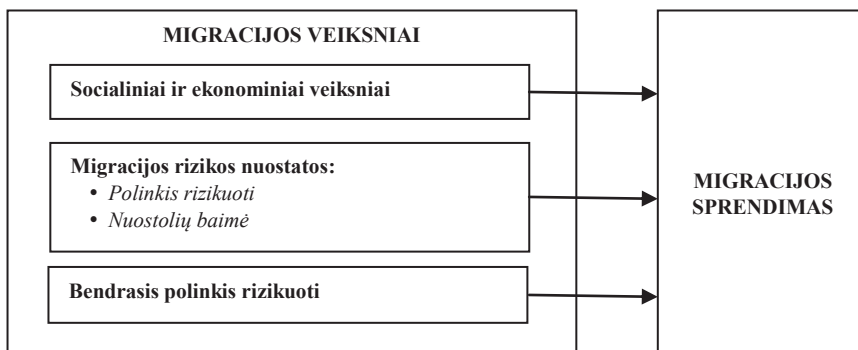 MIGRACIJOS VEIKSNIAI
Socialiniai ir ekonominiai veiksniai
Migracijos rizikos nuostatos:
• Polinkis rizikuoti
• Nuostolių baimė
Bendrasis polinkis rizikuoti
MIGRACIJOS
SPRENDIMAS